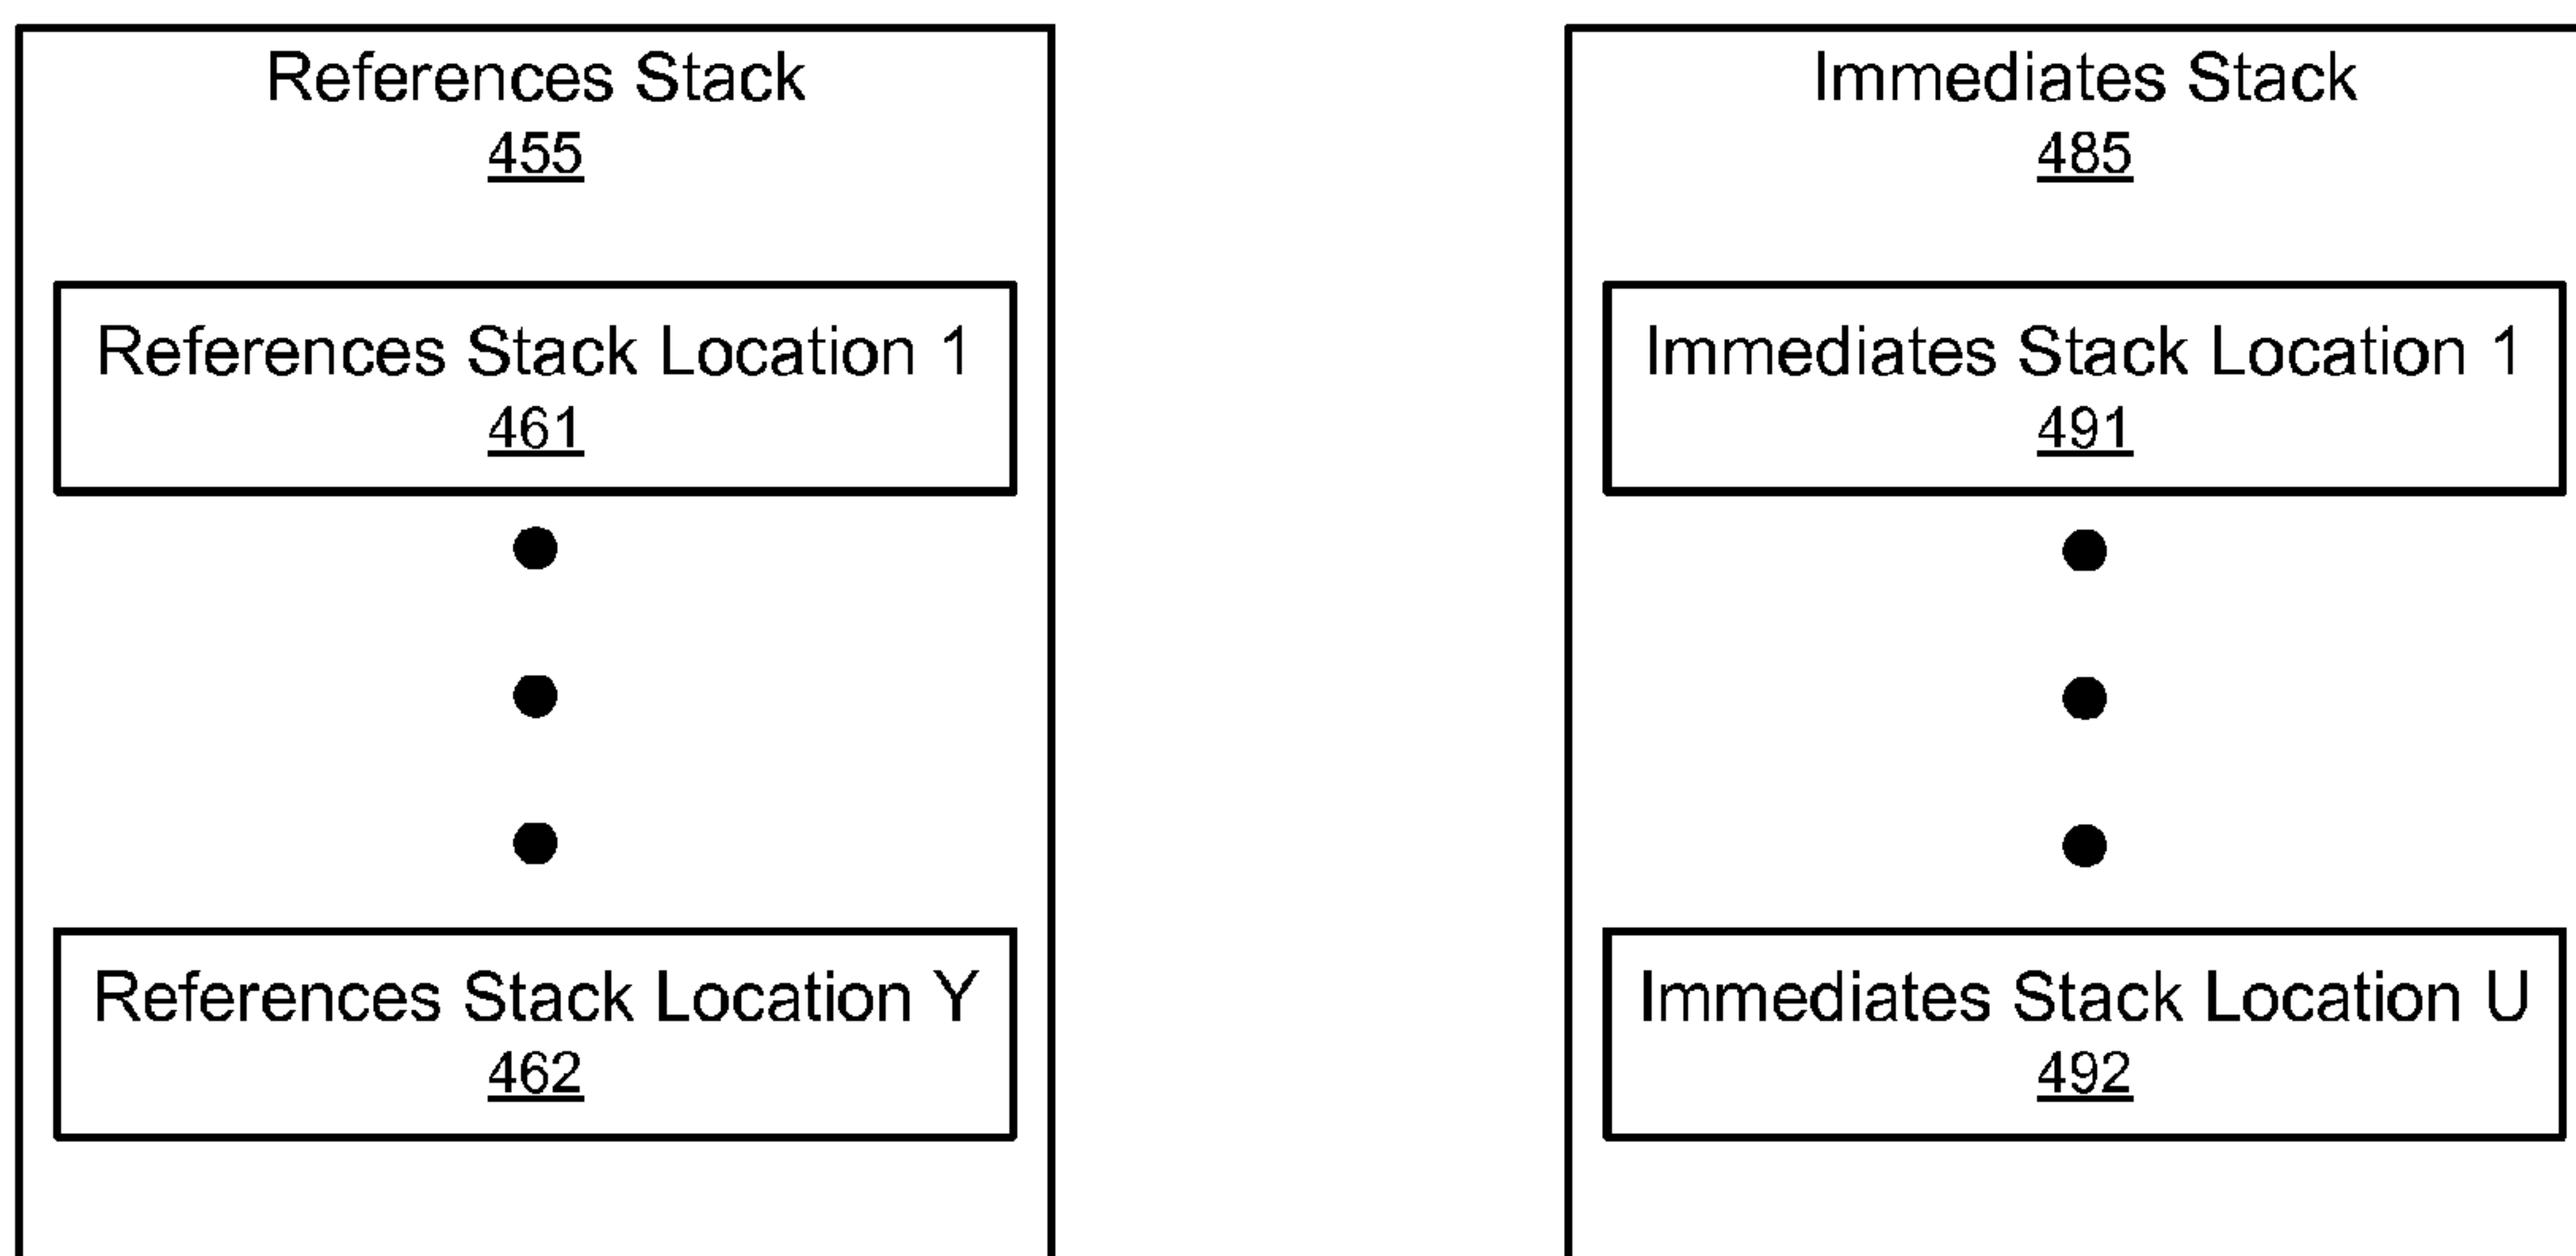 References Stack
455
References Stack Location 1
461
References Stack Location Y
462
Immediates Stack
485
Immediates Stack Location 1
491
Immediates Stack Location U
492